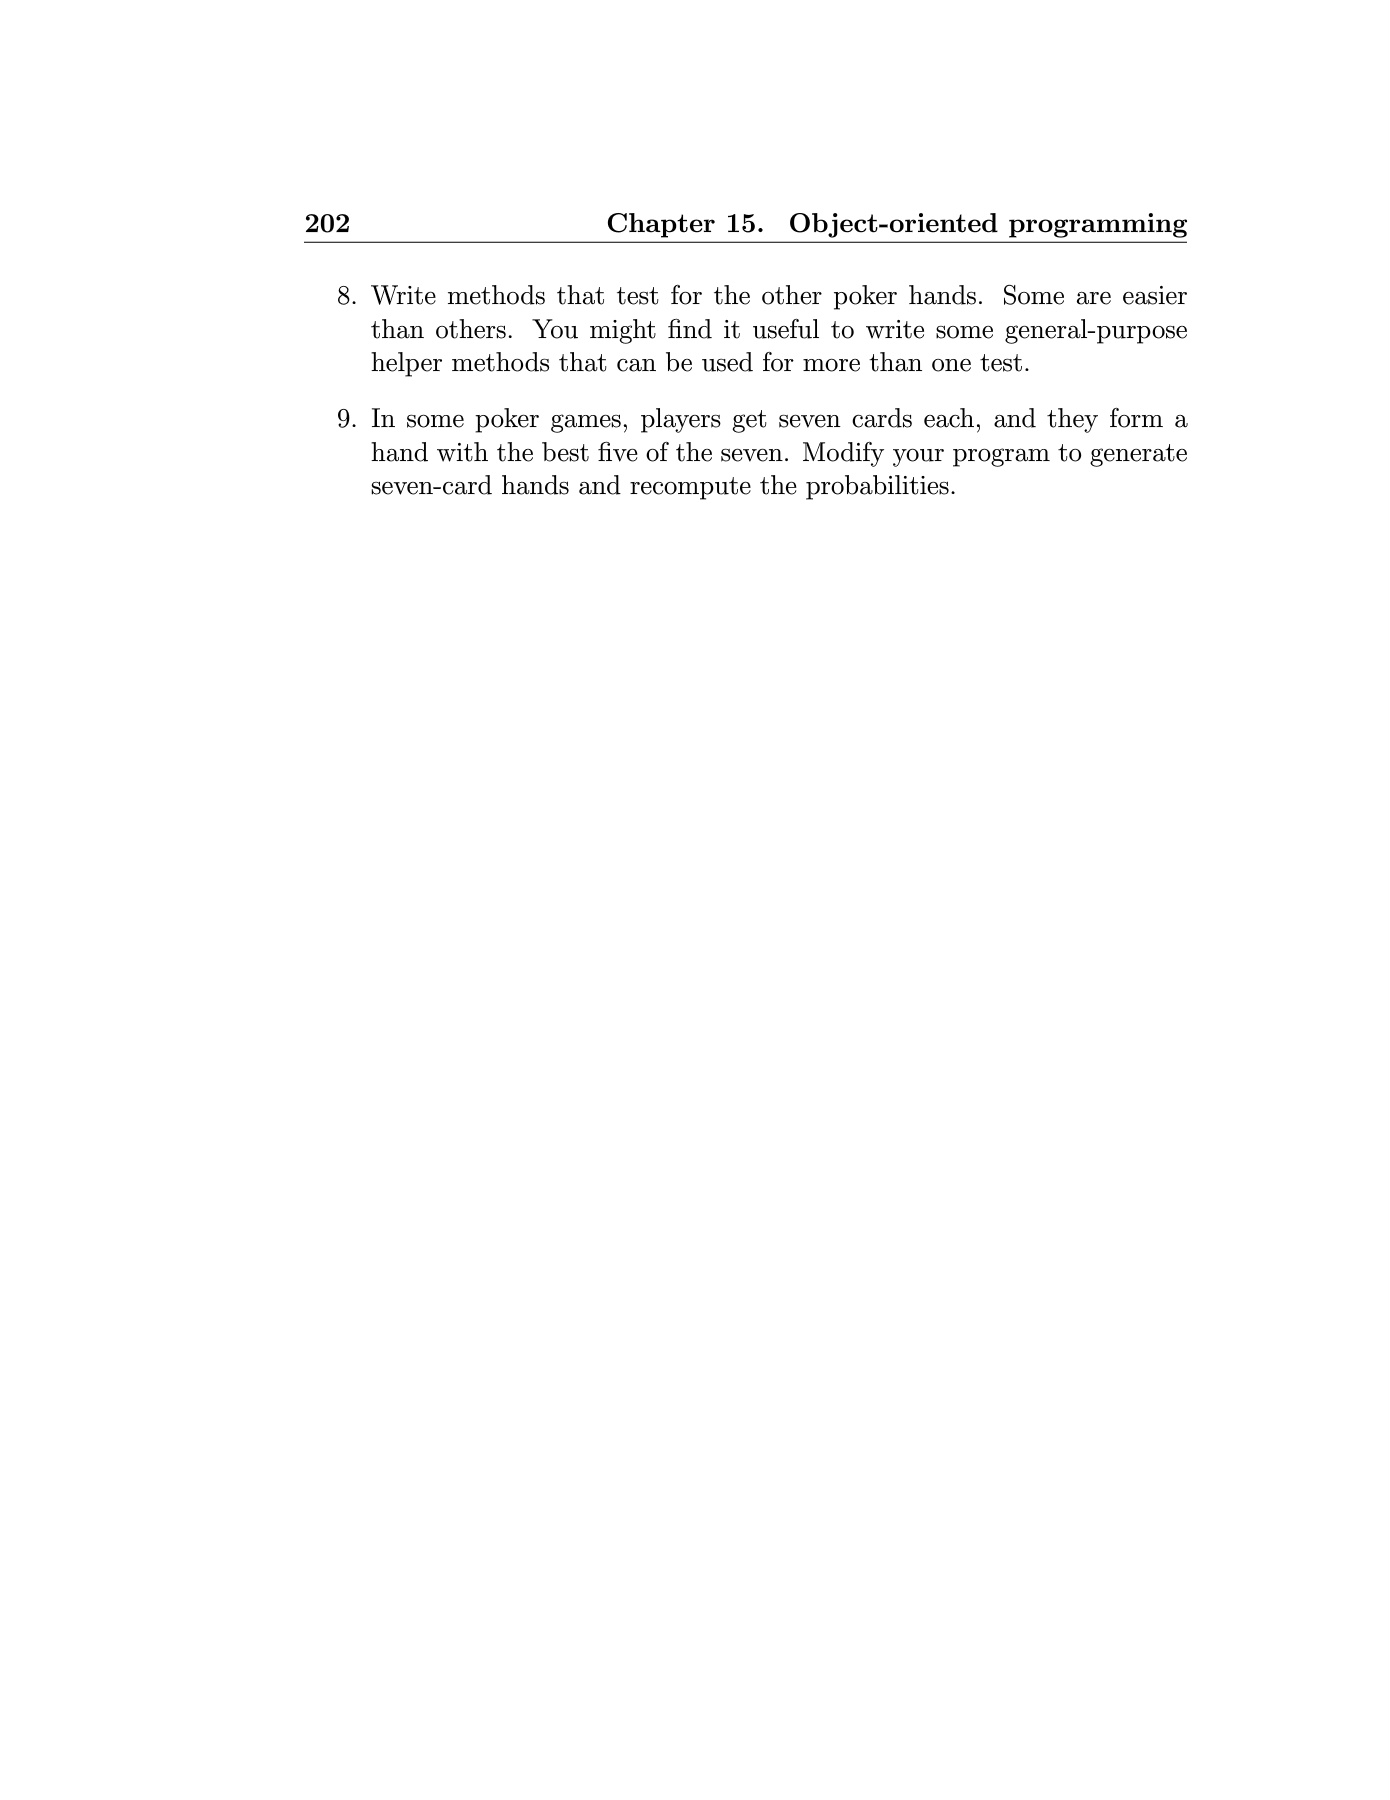 202 Chapter 15. Object-oriented programming
8. Write methods that test for the other poker hands. Some are easier
than others. You might find it useful to write some general-purpose
helper methods that can be used for more than one test.
9. In some poker games, players get seven cards each, and they form a
hand with the best five of the seven. Modify your program to generate
seven-card hands and recompute the probabilities.